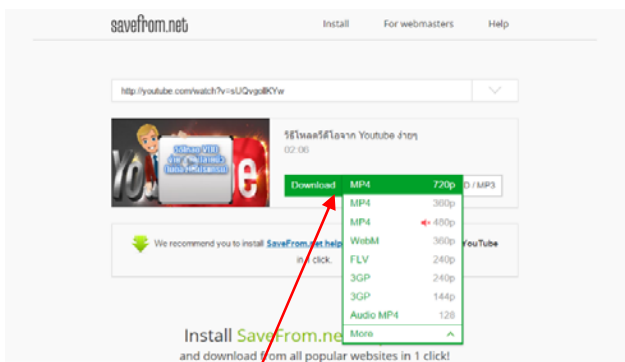 savefrom.net
Install For webmasters Help
http://youtube.com/watch?v=sUQvgollKYw
วิธีโหลดวีดีโอจาก Youtube ง่ายๆ
02:06
Download MP4 720p D / MP3
MP4 360p
MP4 480p
WebM 360p
FLV 240p
3GP 240p
3GP 144p
Audio MP4 128
More
We recommend you to install SaveFrom.net help YouTube
in 1 click.
Install SaveFrom.ne
and download from all popular websites in 1 click!